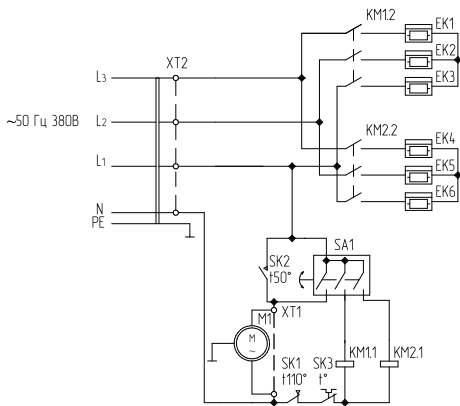 KM1.2
EK1
EK2
EK3
XT2
L3
~50 Гц 380В
L2
L1
KM2.2
EK4
EK5
EK6
N
PE
SA1
SK2
t50°
M1
XT1
M
~
SK1
t110°
SK3
t°
KM1.1
KM2.1